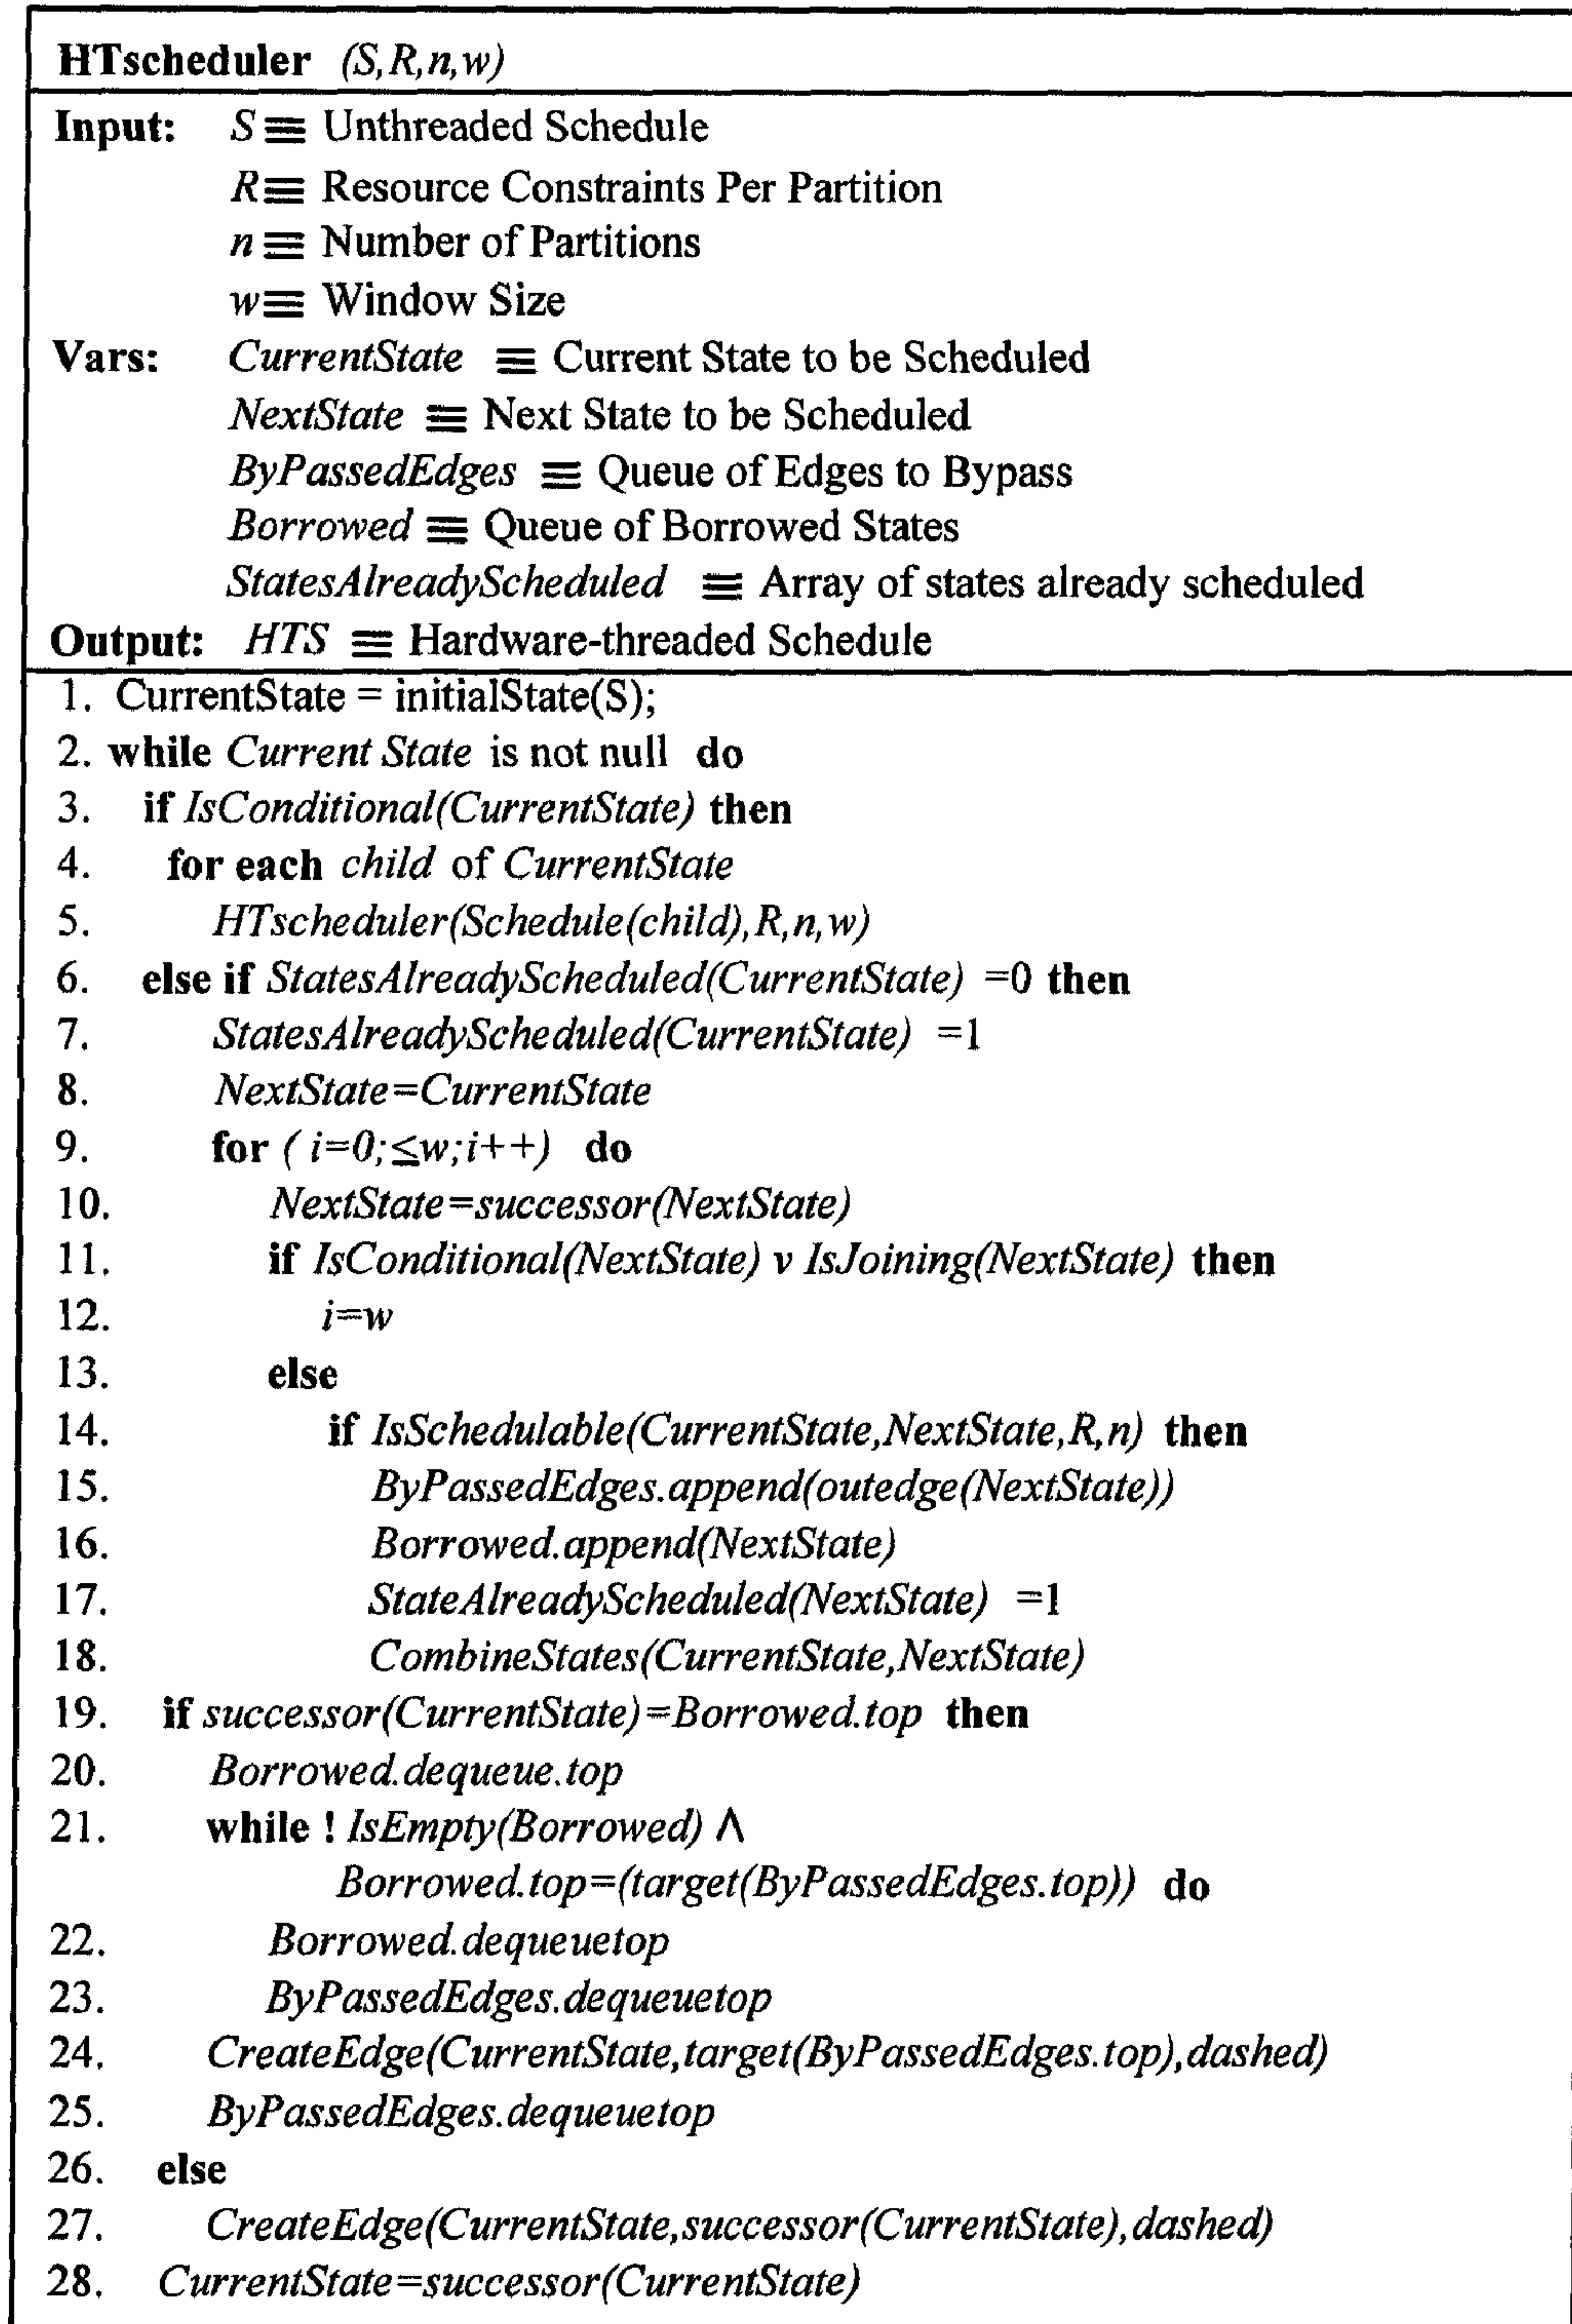 HTscheduler (S,R,n,w)
Input: S≡ Unthreaded Schedule
R≡ Resource Constraints Per Partition
n≡ Number of Partitions
w≡ Window Size
Vars: CurrentState ≡ Current State to be Scheduled
NextState ≡ Next State to be Scheduled
ByPassedEdges ≡ Queue of Edges to Bypass
Borrowed ≡ Queue of Borrowed States
StatesAlreadyScheduled ≡ Array of states already scheduled
Output: HTS ≡ Hardware-threaded Schedule
1. CurrentState = initialState(S);
2. while Current State is not null do
3. if IsConditional(CurrentState) then
4. for each child of CurrentState
5. HTscheduler(Schedule(child),R,n,w)
6. else if StatesAlreadyScheduled(CurrentState) =0 then
7. StatesAlreadyScheduled(CurrentState) =1
8. NextState=CurrentState
9. for ( i=0;≤w;i++) do
10. NextState=successor(NextState)
11. if IsConditional(NextState) v IsJoining(NextState) then
12. i=w
13. else
14. if IsSchedulable(CurrentState,NextState,R,n) then
15. ByPassedEdges.append(outedge(NextState))
16. Borrowed.append(NextState)
17. StateAlreadyScheduled(NextState) =1
18. CombineStates(CurrentState,NextState)
19. if successor(CurrentState)=Borrowed.top then
20. Borrowed.dequeue.top
21. while ! IsEmpty(Borrowed) ∧
Borrowed.top=(target(ByPassedEdges.top)) do
22. Borrowed.dequeuetop
23. ByPassedEdges.dequeuetop
24. CreateEdge(CurrentState,target(ByPassedEdges.top),dashed)
25. ByPassedEdges.dequeuetop
26. else
27. CreateEdge(CurrentState,successor(CurrentState),dashed)
28. CurrentState=successor(CurrentState)